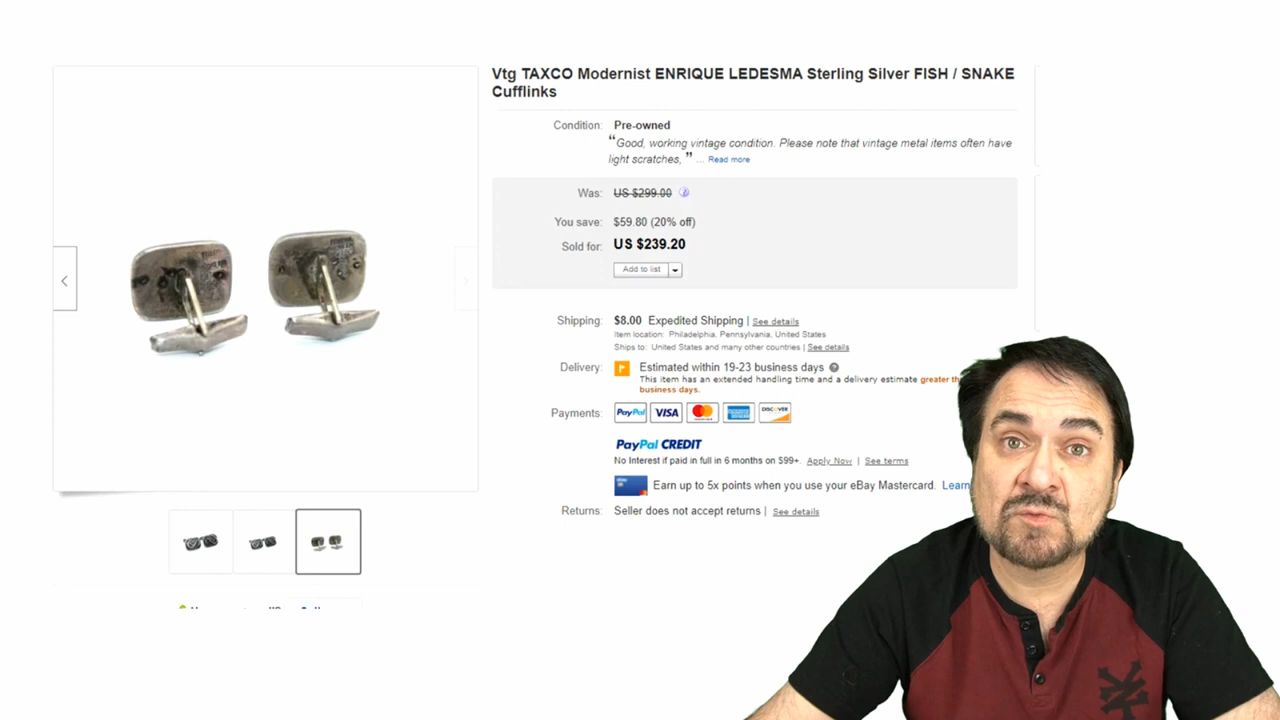 Vtg TAXCO Modernist ENRIQUE LEDESMA Sterling Silver FISH / SNAKE
Cufflinks
Condition: Pre-owned
“Good, working vintage condition. Please note that vintage metal items often have
light scratches, ” ... Read more
Was: US $299.00
You save: $59.80 (20% off)
Sold for: US $239.20
Add to list
Shipping: $8.00 Expedited Shipping | See details
Item location: Philadelphia, Pennsylvania, United States
Ships to: United States and many other countries | See details
Delivery: Estimated within 19-23 business days
This item has an extended handling time and a delivery estimate greater
business days.
Payments: PayPal VISA MasterCard DISCOVER
PayPal CREDIT
No Interest if paid in full in 6 months on $99+. Apply Now | See terms
Earn up to 5x points when you use your eBay Mastercard. Learn
Returns: Seller does not accept returns | See details